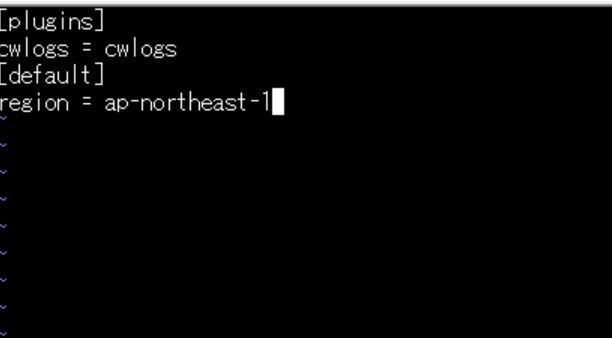 [plugins]
cwlogs = cwlogs
[default]
region = ap-northeast-1
~
~
~
~
~
~
~
~
~